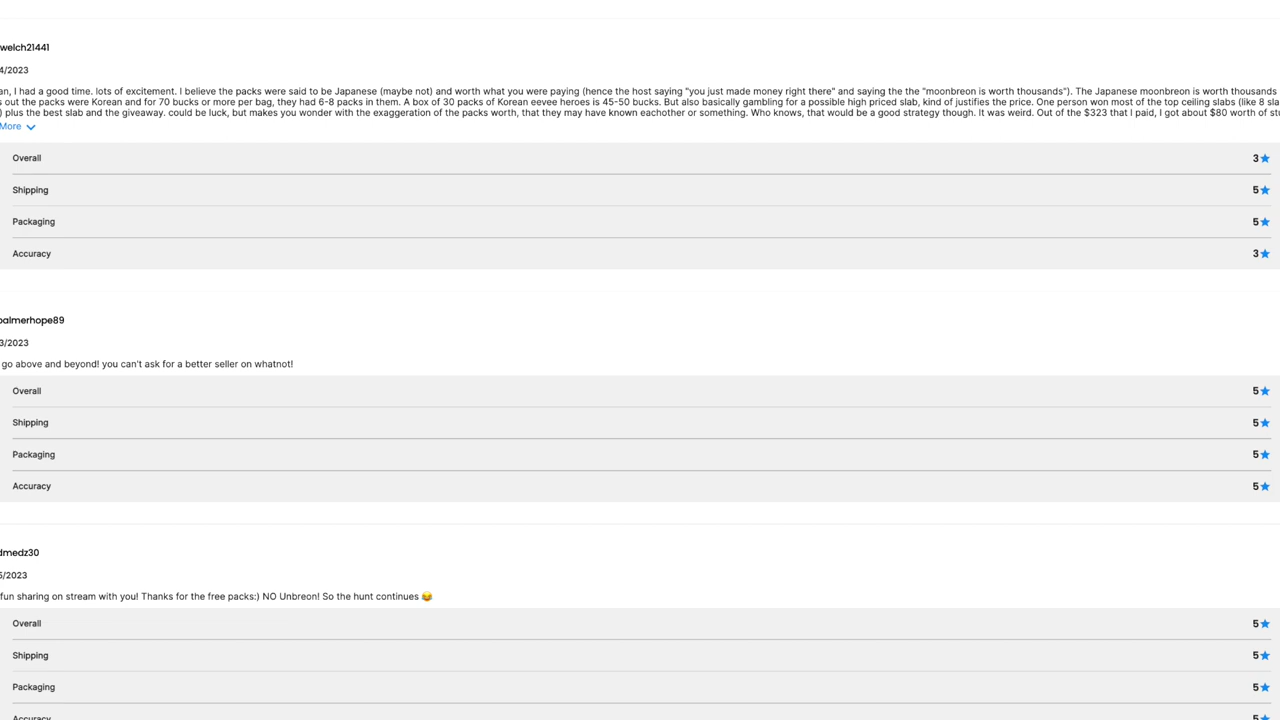 welch21441
4/2023
an, I had a good time. lots of excitement. I believe the packs were said to be Japanese (maybe not) and worth what you were paying (hence the host saying "you just made money right there" and saying the the "moonbreon is worth thousands"). The Japanese moonbreon is worth thousands
s out the packs were Korean and for 70 bucks or more per bag, they had 6-8 packs in them. A box of 30 packs of Korean eevee heroes is 45-50 bucks. But also basically gambling for a possible high priced slab, kind of justifies the price. One person won most of the top ceiling slabs (like 8 sla
) plus the best slab and the giveaway. could be luck, but makes you wonder with the exaggeration of the packs worth, that they may have known eachother or something. Who knows, that would be a good strategy though. It was weird. Out of the $323 that I paid, I got about $80 worth of stu
More
Overall 3★
Shipping 5★
Packaging 5★
Accuracy 3★
palmerhope89
3/2023
go above and beyond! you can't ask for a better seller on whatnot!
Overall 5★
Shipping 5★
Packaging 5★
Accuracy 5★
dmedz30
5/2023
fun sharing on stream with you! Thanks for the free packs:) NO Unbreon! So the hunt continues 😂
Overall 5★
Shipping 5★
Packaging 5★
Accuracy 5★